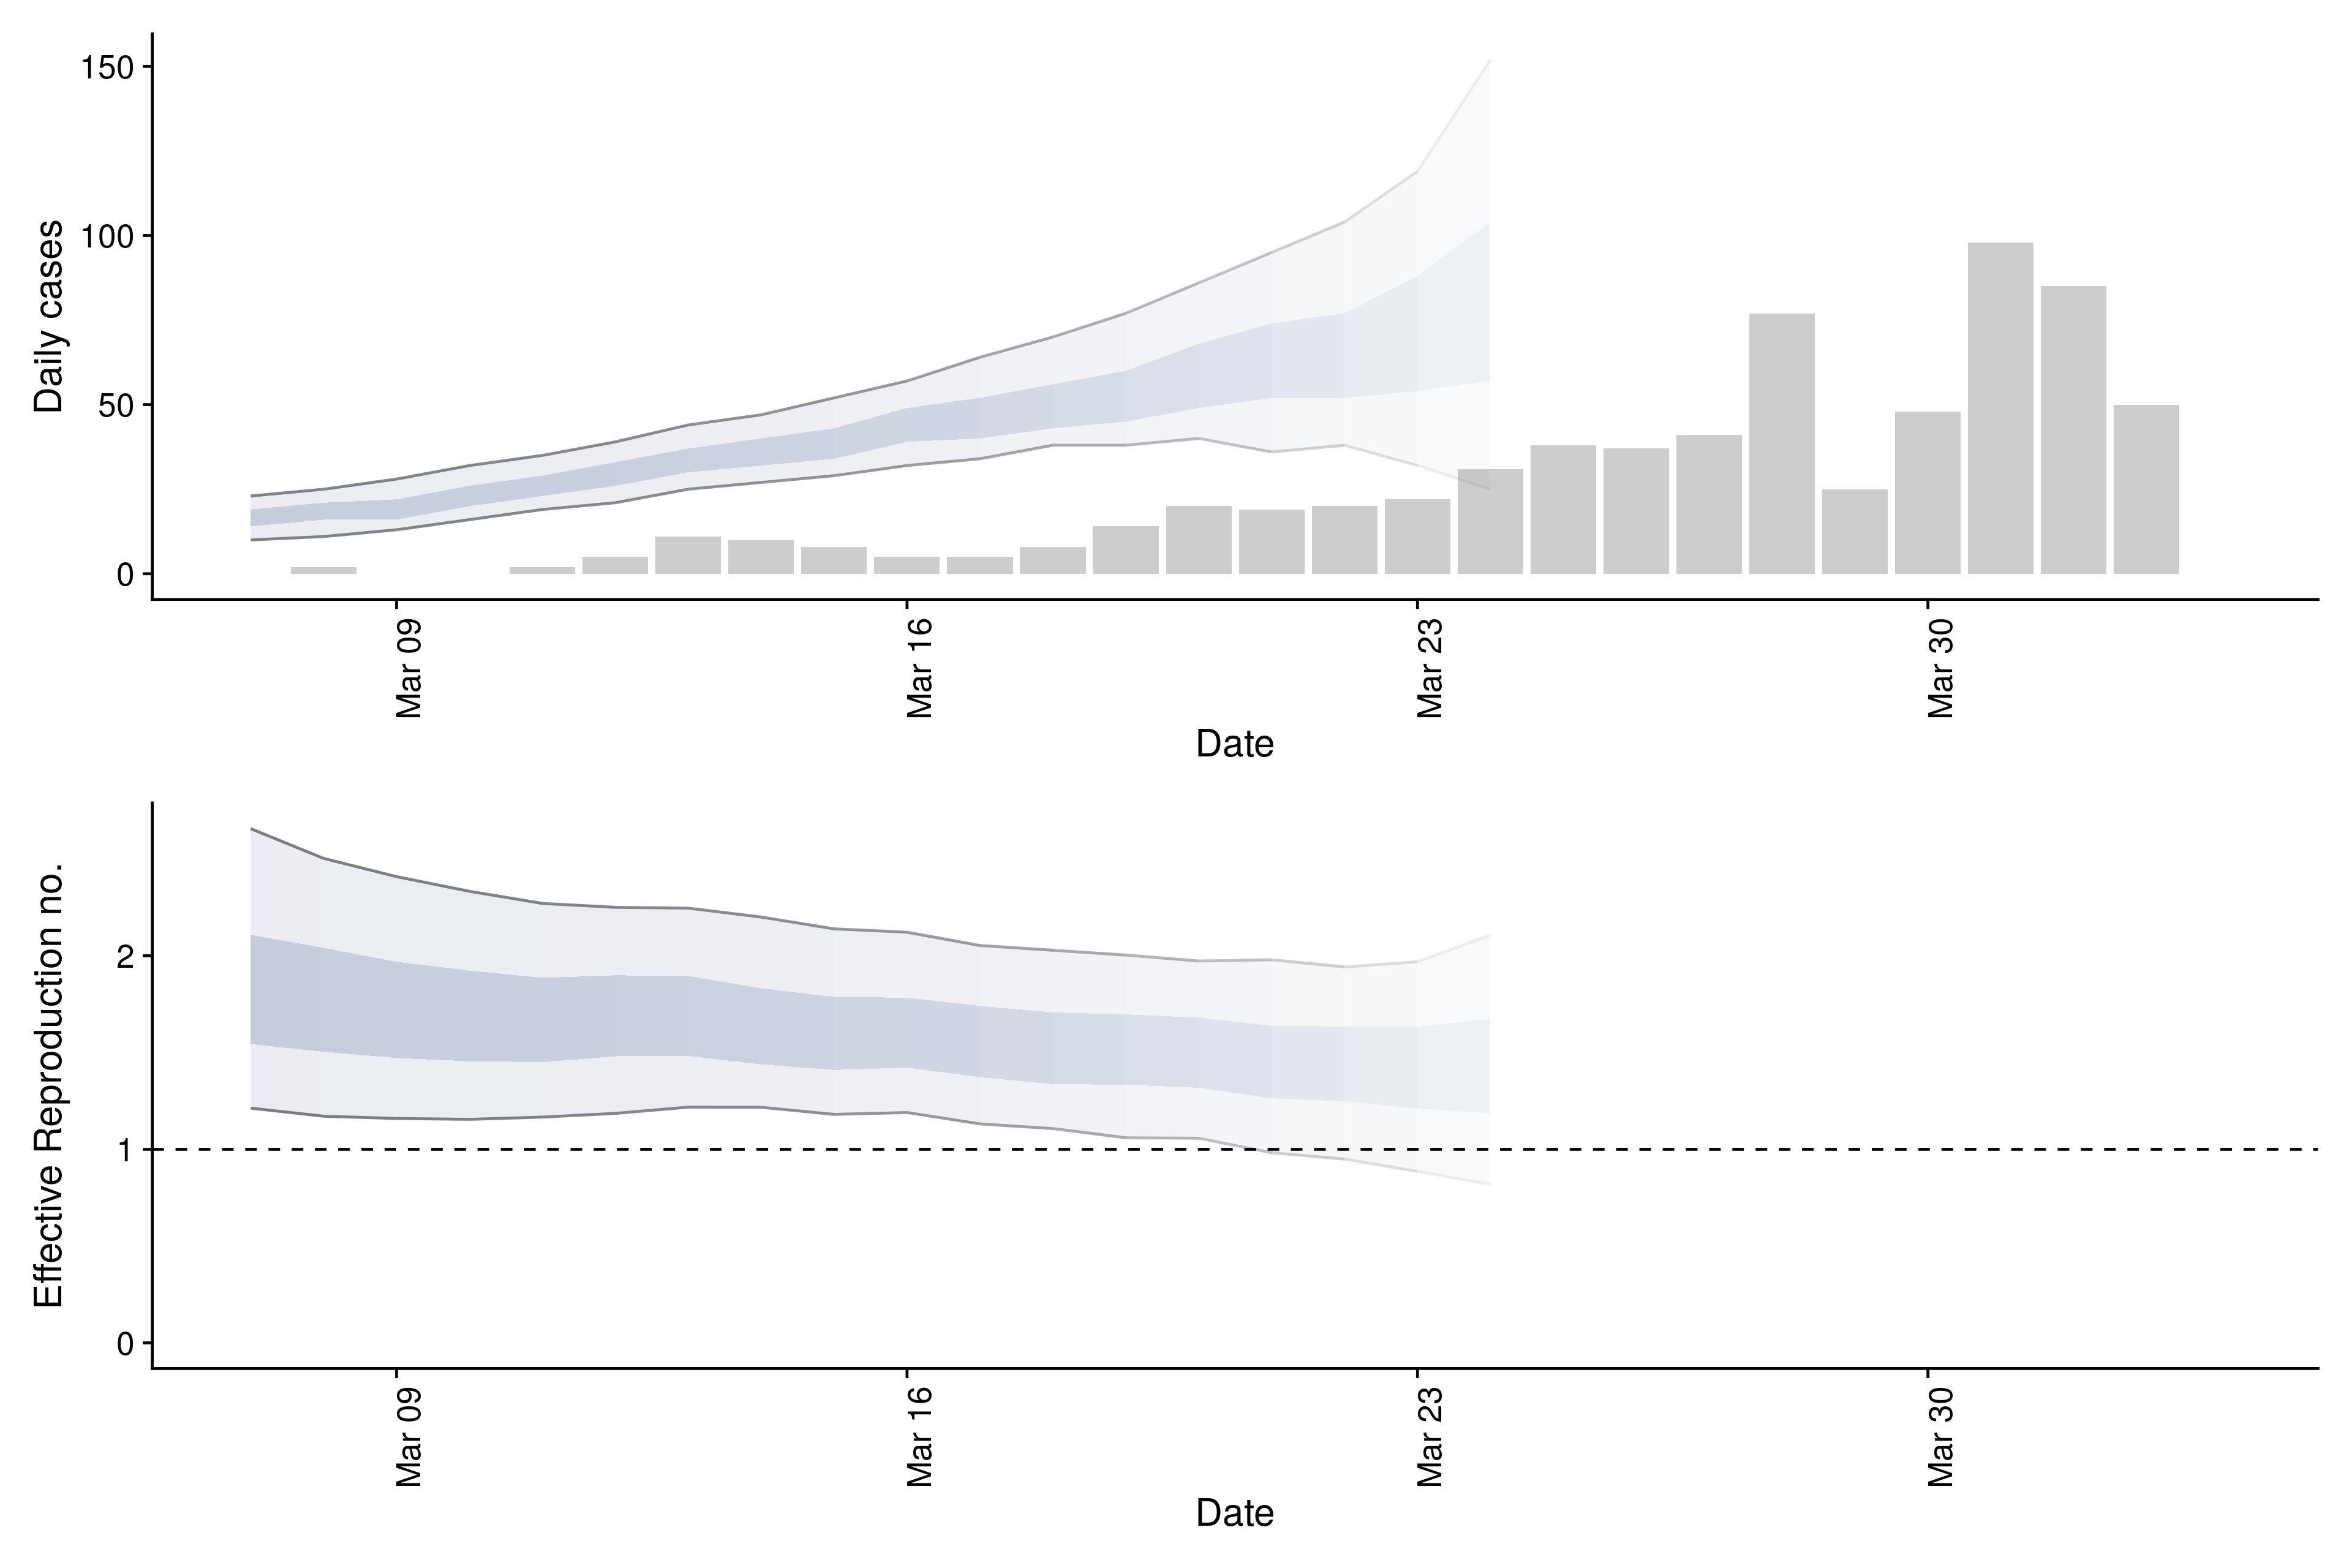 150
100
50
0
Daily cases
Mar 09
Mar 16
Mar 23
Mar 30
Date
2
1
0
Effective Reproduction no.
Mar 09
Mar 16
Mar 23
Mar 30
Date